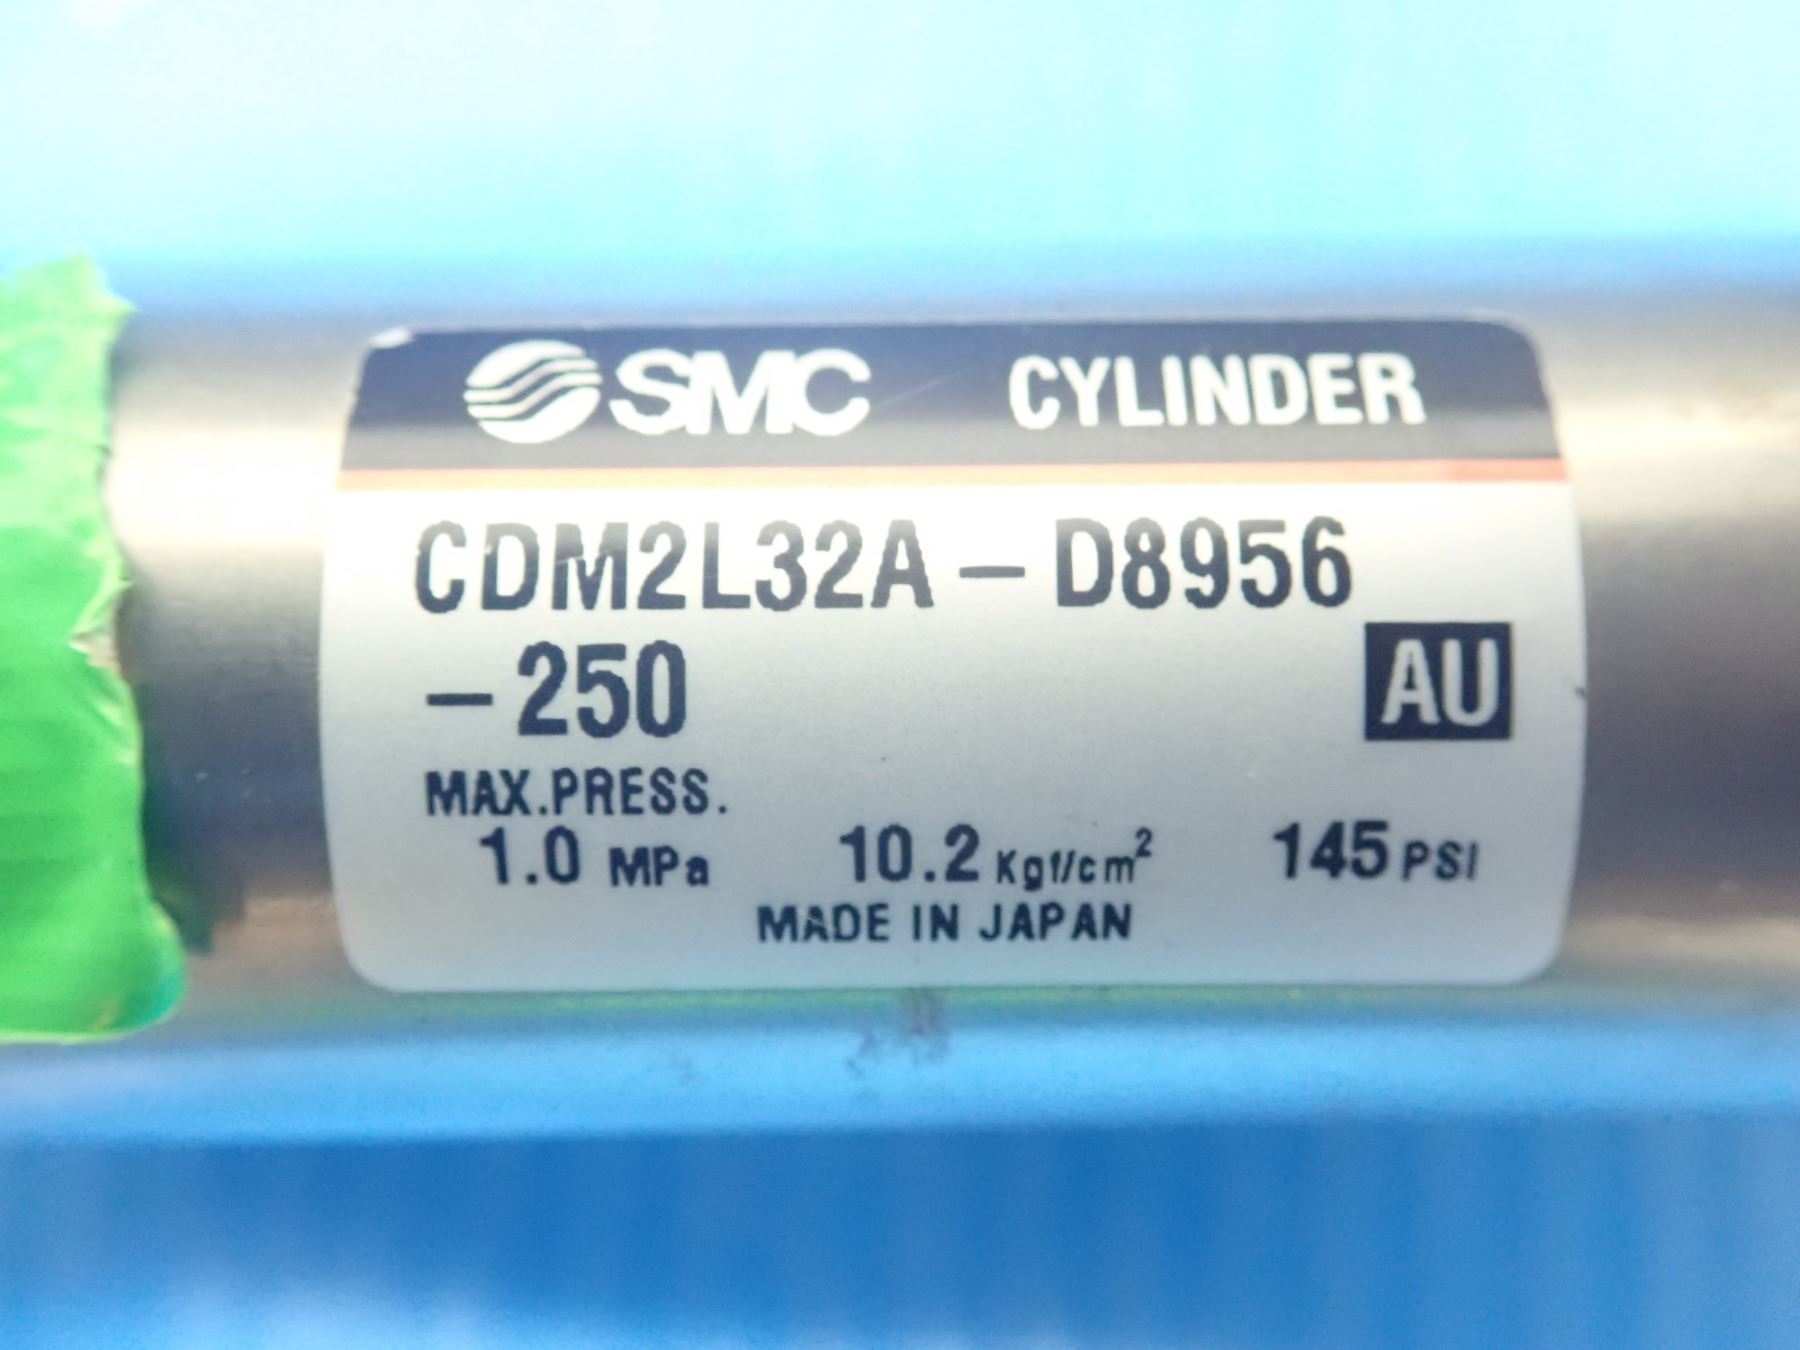 SMC CYLINDER
CDM2L32A-D8956
-250
AU
MAX.PRESS.
1.0 MPa 10.2 Kgf/cm² 145 PSI
MADE IN JAPAN